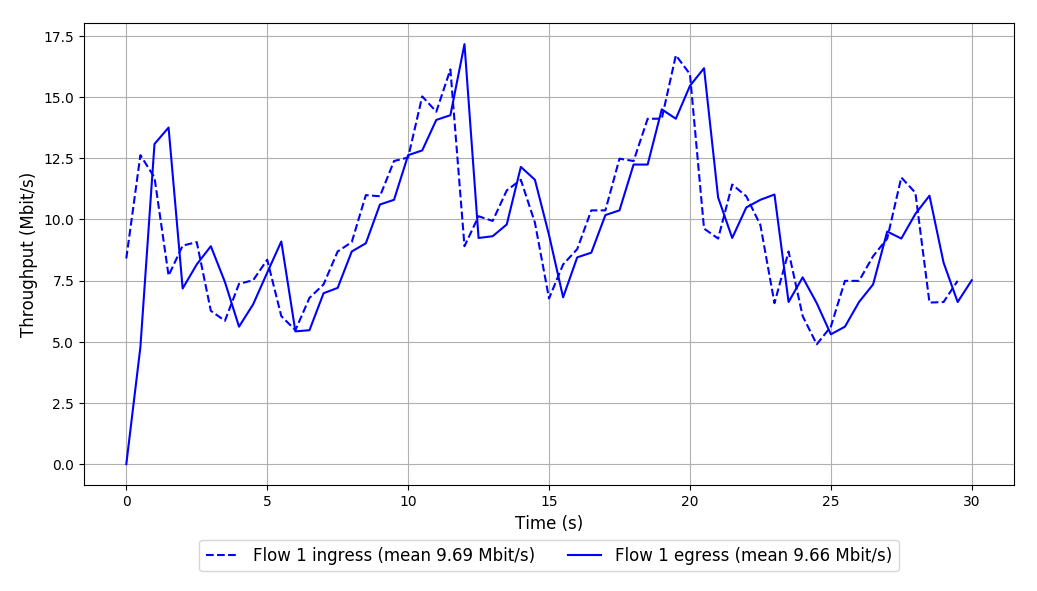 17.5
15.0
12.5
10.0
7.5
5.0
2.5
0.0
Throughput (Mbit/s)
0 5 10 15 20 25 30
Time (s)
Flow 1 ingress (mean 9.69 Mbit/s) Flow 1 egress (mean 9.66 Mbit/s)